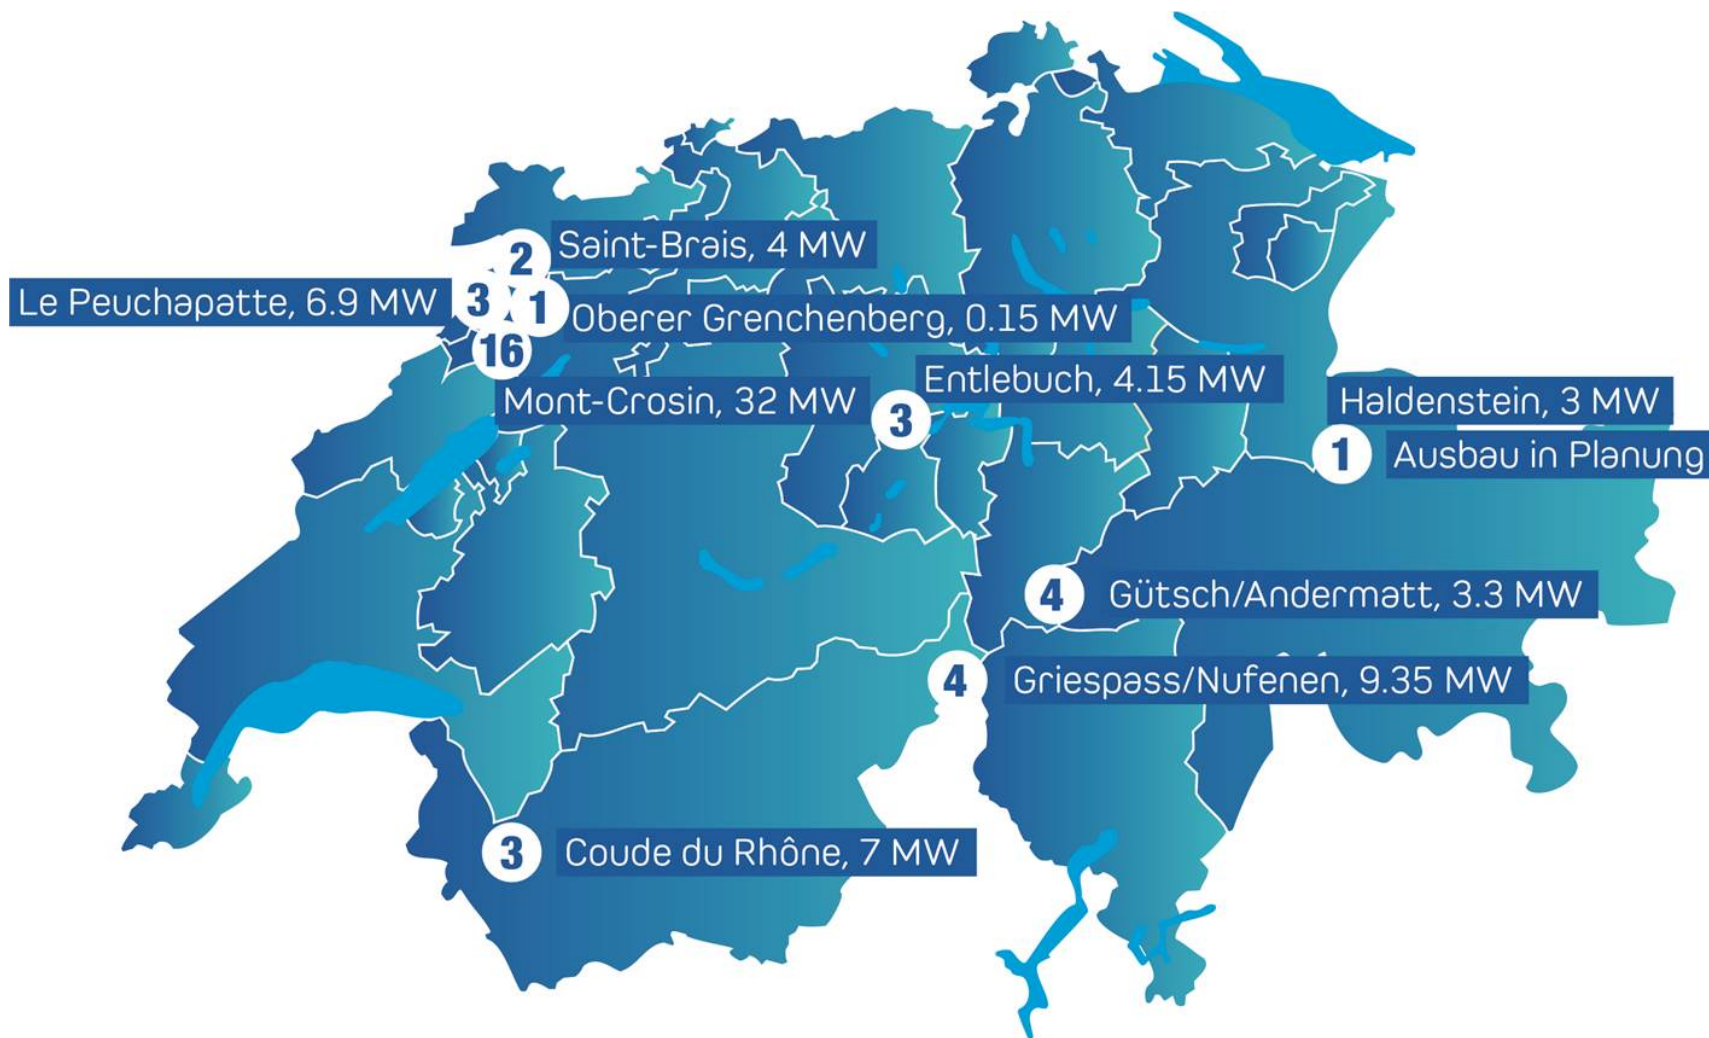 2
Saint-Brais, 4 MW
Le Peuchapatte, 6.9 MW
3
1
Oberer Grenchenberg, 0.15 MW
16
Mont-Crosin, 32 MW
Entlebuch, 4.15 MW
3
Haldenstein, 3 MW
1
Ausbau in Planung
4
Gütsch/Andermatt, 3.3 MW
4
Griespass/Nufenen, 9.35 MW
3
Coude du Rhône, 7 MW